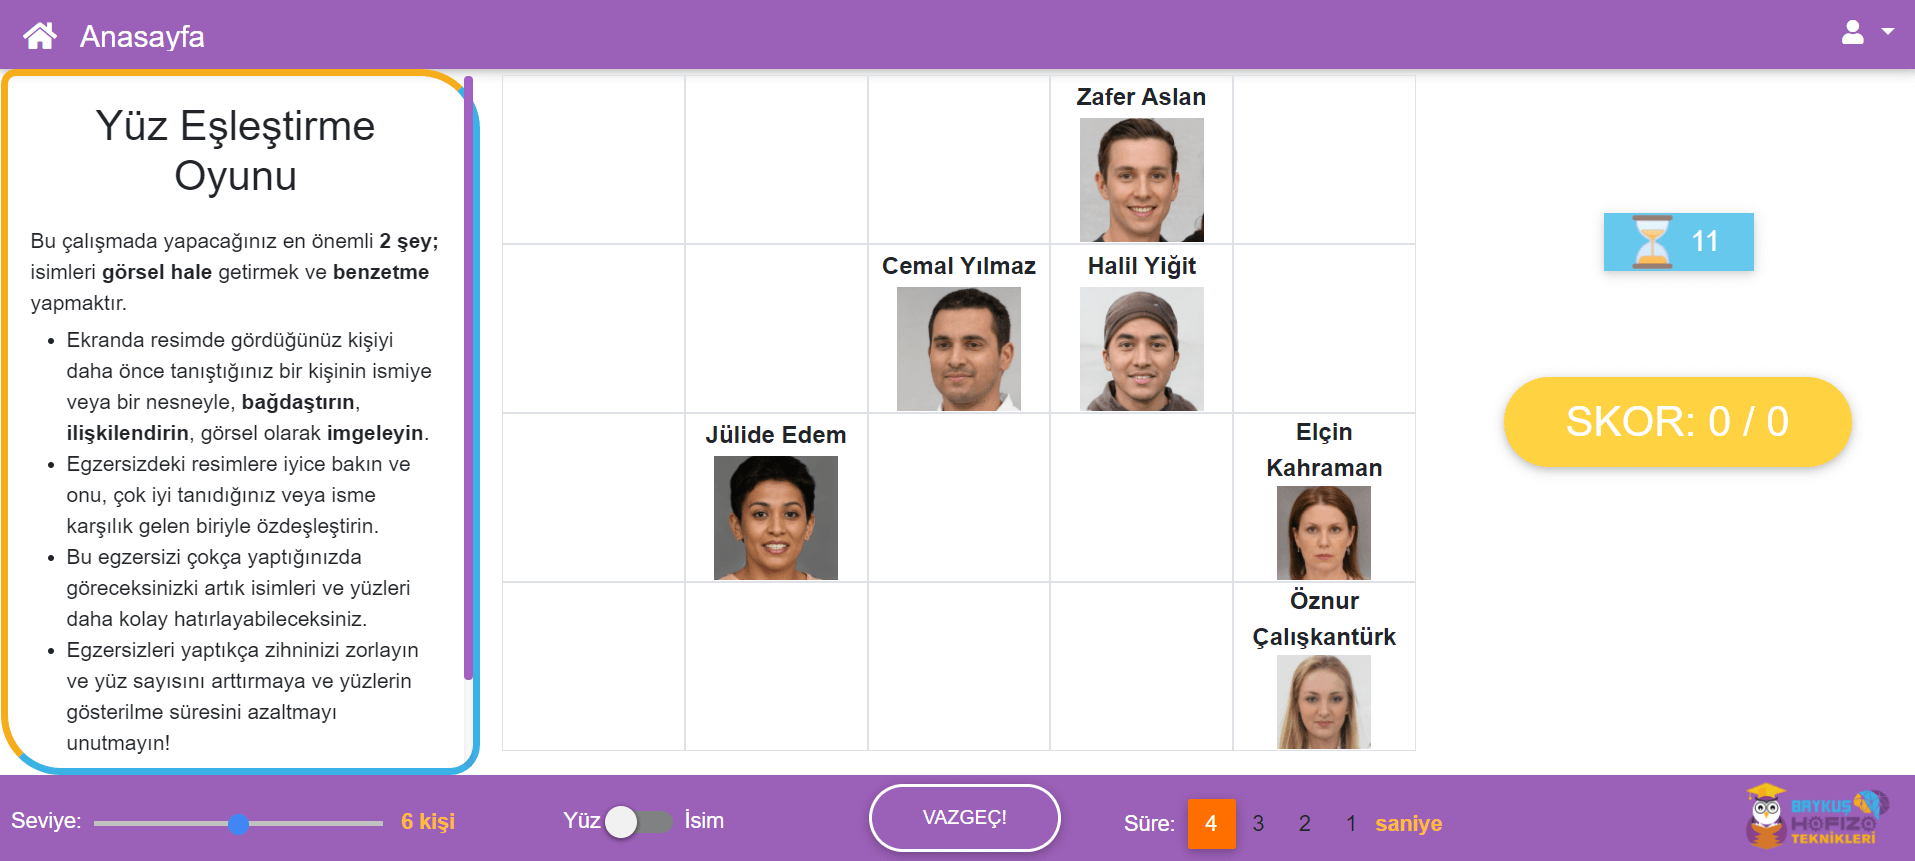 Anasayfa
Yüz Eşleştirme
Oyunu
Bu çalışmada yapacağınız en önemli 2 şey;
isimleri görsel hale getirmek ve benzetme
yapmaktır.
Ekranda resimde gördüğünüz kişiyi
daha önce tanıştığınız bir kişinin ismiye
veya bir nesneyle, bağdaştırın,
ilişkilendirin, görsel olarak imgeleyin.
Egzersizdeki resimlere iyice bakın ve
onu, çok iyi tanıdığınız veya isme
karşılık gelen biriyle özdeşleştirin.
Bu egzersizi çokça yaptığınızda
göreceksinizki artık isimleri ve yüzleri
daha kolay hatırlayabileceksiniz.
Egzersizleri yaptıkça zihninizi zorlayın
ve yüz sayısını arttırmaya ve yüzlerin
gösterilme süresini azaltmayı
unutmayın!
Zafer Aslan
Cemal Yılmaz
Halil Yiğit
Jülide Edem
Elçin
Kahraman
Öznur
Çalışkantürk
11
SKOR: 0 / 0
Seviye:
6 kişi
Yüz
İsim
VAZGEÇ!
Süre: 4 3 2 1 saniye
BAYKUŞ
HAFIZA
TEKNİKLERİ